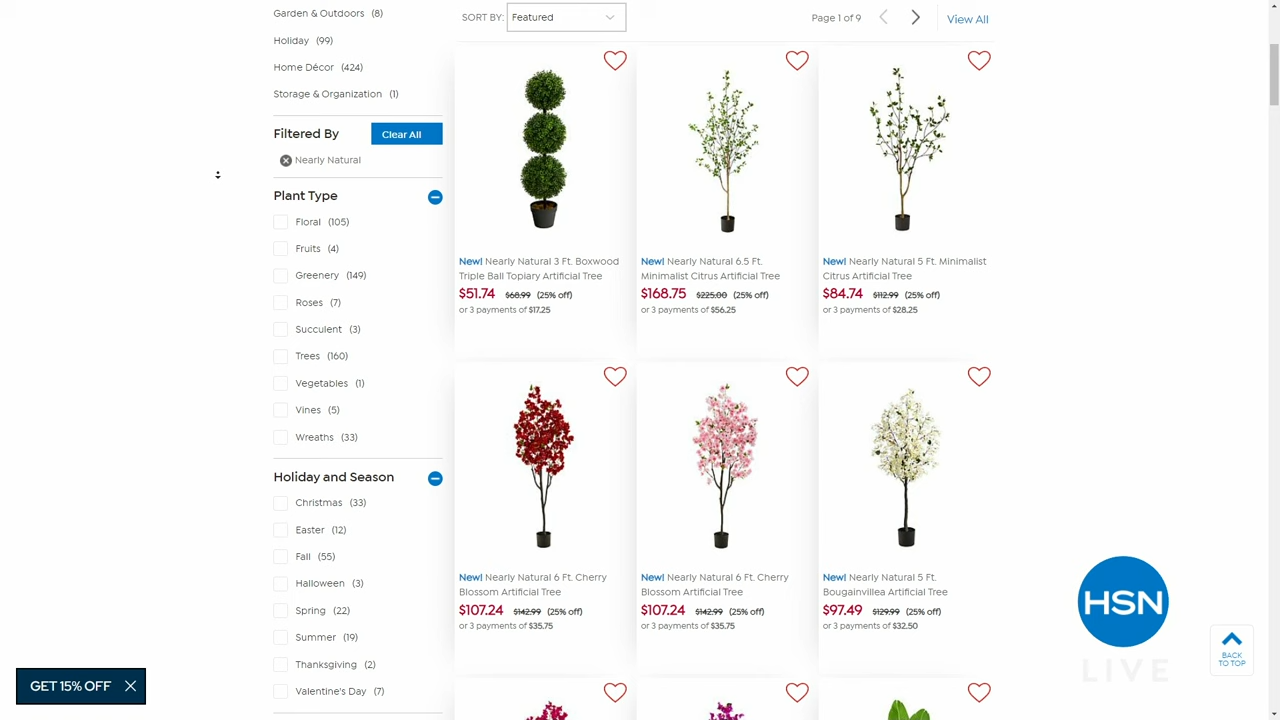 Garden & Outdoors (8)
Holiday (99)
Home Décor (424)
Storage & Organization (1)
Filtered By
Clear All
Nearly Natural
Plant Type
Floral (105)
Fruits (4)
Greenery (149)
Roses (7)
Succulent (3)
Trees (160)
Vegetables (1)
Vines (5)
Wreaths (33)
Holiday and Season
Christmas (33)
Easter (12)
Fall (55)
Halloween (3)
Spring (22)
Summer (19)
Thanksgiving (2)
Valentine's Day (7)
SORT BY: Featured
Page 1 of 9
View All
New! Nearly Natural 3 Ft. Boxwood
Triple Ball Topiary Artificial Tree
$51.74 $68.99 (25% off)
or 3 payments of $17.25
New! Nearly Natural 6.5 Ft.
Minimalist Citrus Artificial Tree
$168.75 $225.00 (25% off)
or 3 payments of $56.25
New! Nearly Natural 5 Ft. Minimalist
Citrus Artificial Tree
$84.74 $112.99 (25% off)
or 3 payments of $28.25
New! Nearly Natural 6 Ft. Cherry
Blossom Artificial Tree
$107.24 $142.99 (25% off)
or 3 payments of $35.75
New! Nearly Natural 6 Ft. Cherry
Blossom Artificial Tree
$107.24 $142.99 (25% off)
or 3 payments of $35.75
New! Nearly Natural 5 Ft.
Bougainvillea Artificial Tree
$97.49 $129.99 (25% off)
or 3 payments of $32.50
HSN
LIVE
BACK
TO TOP
GET 15% OFF